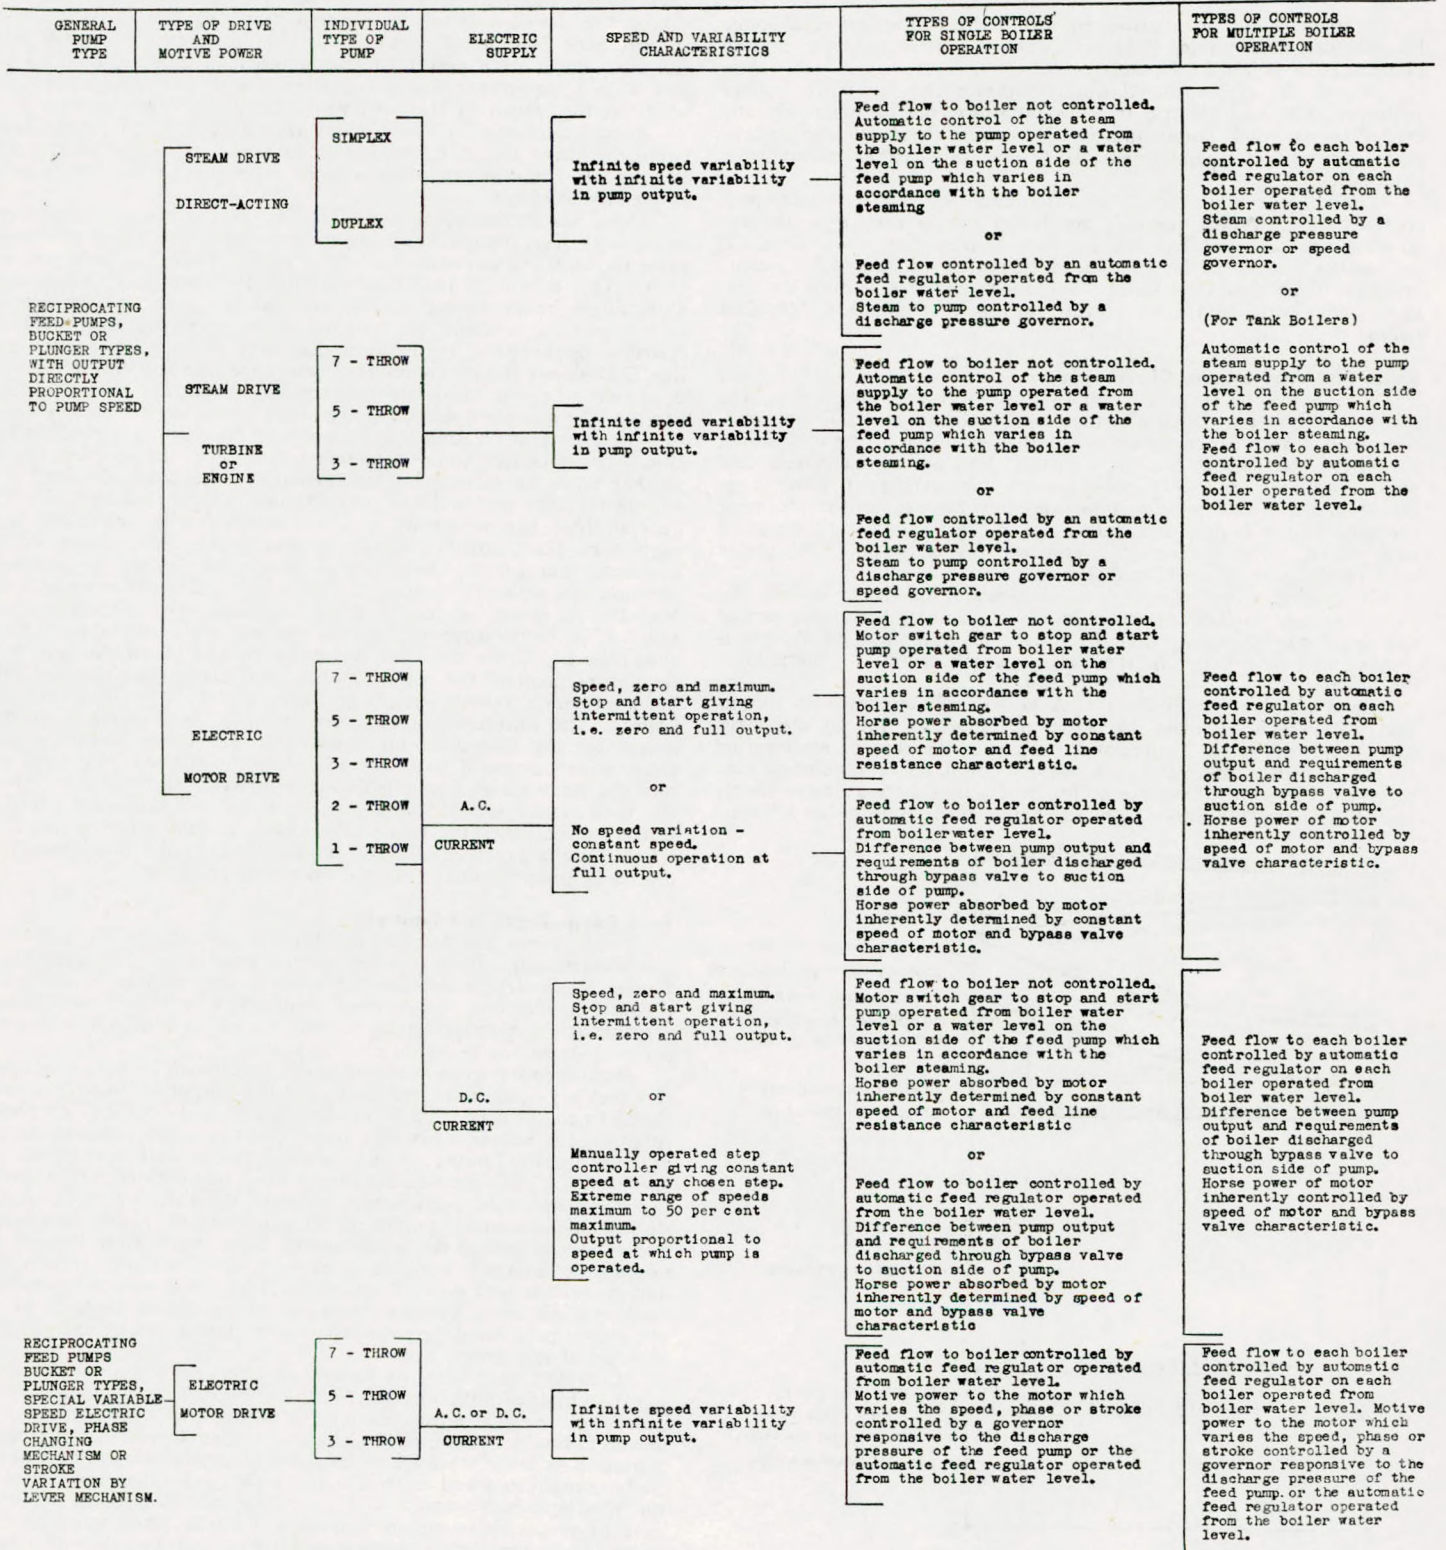 GENERAL
PUMP
TYPE
TYPE OF DRIVE
AND
MOTIVE POWER
INDIVIDUAL
TYPE OF
PUMP
ELECTRIC
SUPPLY
SPEED AND VARIABILITY
CHARACTERISTICS
TYPES OF CONTROLS
FOR SINGLE BOILER
OPERATION
TYPES OF CONTROLS
FOR MULTIPLE BOILER
OPERATION
RECIPROCATING
FEED PUMPS,
BUCKET OR
PLUNGER TYPES,
WITH OUTPUT
DIRECTLY
PROPORTIONAL
TO PUMP SPEED
STEAM DRIVE
DIRECT-ACTING
SIMPLEX
DUPLEX
Infinite speed variability
with infinite variability
in pump output.
Feed flow to boiler not controlled.
Automatic control of the steam
supply to the pump operated from
the boiler water level or a water
level on the suction side of the
feed pump which varies in
accordance with the boiler
steaming
or
Feed flow controlled by an automatic
feed regulator operated from the
boiler water level.
Steam to pump controlled by a
discharge pressure governor.
Feed flow to each boiler
controlled by automatic
feed regulator on each
boiler operated from the
boiler water level.
Steam controlled by a
discharge pressure
governor or speed
governor.
or
(For Tank Boilers)
Automatic control of the
steam supply to the pump
operated from a water
level on the suction side
of the feed pump which
varies in accordance with
the boiler steaming.
Feed flow to each boiler
controlled by automatic
feed regulator on each
boiler operated from the
boiler water level.
STEAM DRIVE
TURBINE
or
ENGINE
7 - THROW
5 - THROW
3 - THROW
Infinite speed variability
with infinite variability
in pump output.
Feed flow to boiler not controlled.
Automatic control of the steam
supply to the pump operated from
the boiler water level or a water
level on the suction side of the
feed pump which varies in
accordance with the boiler
steaming.
or
Feed flow controlled by an automatic
feed regulator operated from the
boiler water level.
Steam to pump controlled by a
discharge pressure governor or
speed governor.
ELECTRIC
MOTOR DRIVE
7 - THROW
5 - THROW
3 - THROW
2 - THROW
1 - THROW
A.C.
CURRENT
Speed, zero and maximum.
Stop and start giving
intermittent operation,
i.e. zero and full output.
or
No speed variation -
constant speed.
Continuous operation at
full output.
Feed flow to boiler not controlled.
Motor switch gear to stop and start
pump operated from boiler water
level or a water level on the
suction side of the feed pump which
varies in accordance with the
boiler steaming.
Horse power absorbed by motor
inherently determined by constant
speed of motor and feed line
resistance characteristic.
Feed flow to boiler controlled by
automatic feed regulator operated
from boiler water level.
Difference between pump output and
requirements of boiler discharged
through bypass valve to suction
side of pump.
Horse power absorbed by motor
inherently determined by constant
speed of motor and bypass valve
characteristic.
Feed flow to each boiler
controlled by automatic
feed regulator on each
boiler operated from
boiler water level.
Difference between pump
output and requirements
of boiler discharged
through bypass valve to
suction side of pump.
Horse power of motor
inherently controlled by
speed of motor and bypass
valve characteristic.
D.C.
CURRENT
Speed, zero and maximum.
Stop and start giving
intermittent operation,
i.e. zero and full output.
or
Manually operated step
controller giving constant
speed at any chosen step.
Extreme range of speeds
maximum to 50 per cent
maximum.
Output proportional to
speed at which pump is
operated.
Feed flow to boiler not controlled.
Motor switch gear to stop and start
pump operated from boiler water
level or a water level on the
suction side of the feed pump which
varies in accordance with the
boiler steaming.
Horse power absorbed by motor
inherently determined by constant
speed of motor and feed line
resistance characteristic
or
Feed flow to boiler controlled by
automatic feed regulator operated
from the boiler water level.
Difference between pump output
and requirements of boiler
discharged through bypass valve
to suction side of pump.
Horse power absorbed by motor
inherently determined by speed of
motor and bypass valve
characteristic
Feed flow to each boiler
controlled by automatic
feed regulator on each
boiler operated from
boiler water level.
Difference between pump
output and requirements
of boiler discharged
through bypass valve to
suction side of pump.
Horse power of motor
inherently controlled by
speed of motor and bypass
valve characteristic.
RECIPROCATING
FEED PUMPS
BUCKET OR
PLUNGER TYPES,
SPECIAL VARIABLE
SPEED ELECTRIC
DRIVE, PHASE
CHANGING
MECHANISM OR
STROKE
VARIATION BY
LEVER MECHANISM.
ELECTRIC
MOTOR DRIVE
7 - THROW
5 - THROW
3 - THROW
A.C. or D.C.
CURRENT
Infinite speed variability
with infinite variability
in pump output.
Feed flow to boiler controlled by
automatic feed regulator operated
from boiler water level.
Motive power to the motor which
varies the speed, phase or stroke
controlled by a governor
responsive to the discharge
pressure of the feed pump or the
automatic feed regulator operated
from the boiler water level.
Feed flow to each boiler
controlled by automatic
feed regulator on each
boiler operated from
boiler water level. Motive
power to the motor which
varies the speed, phase or
stroke controlled by a
governor responsive to the
discharge pressure of the
feed pump.or the automatic
feed regulator operated
from the boiler water
level.